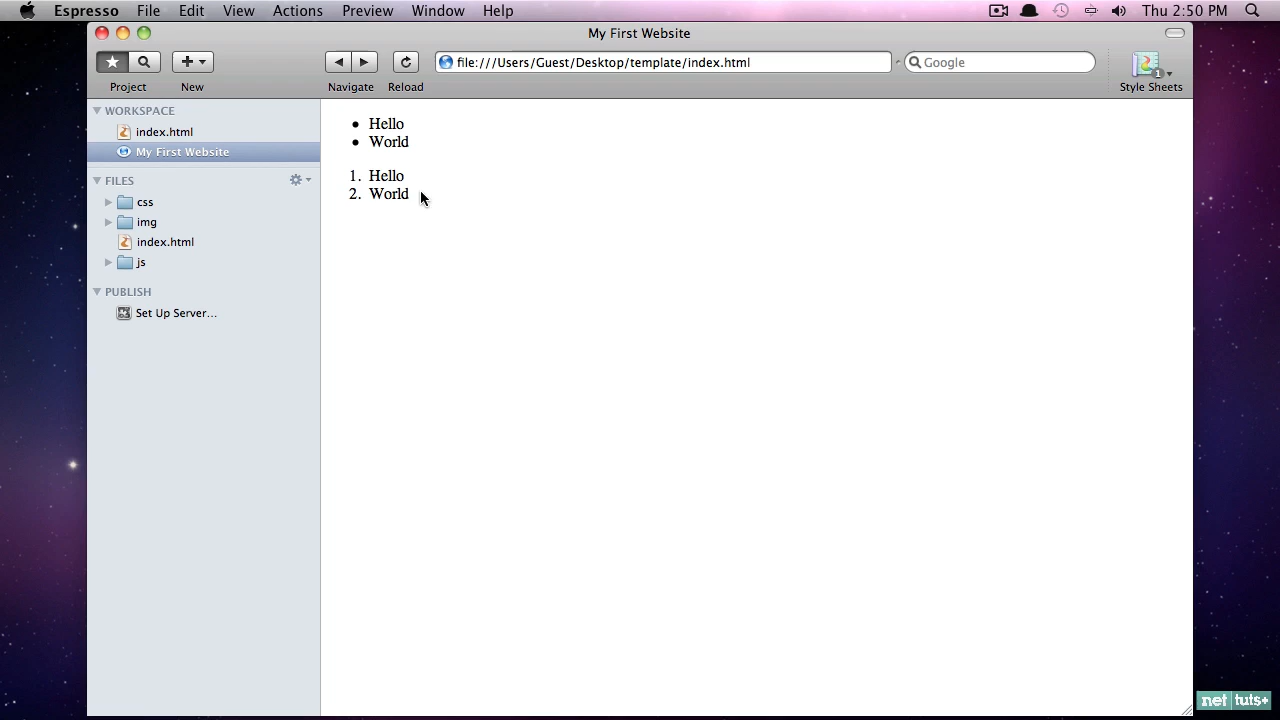 Espresso File Edit View Actions Preview Window Help Thu 2:50 PM
My First Website
file:///Users/Guest/Desktop/template/index.html
Google
1
Project New Navigate Reload Style Sheets
WORKSPACE
index.html
My First Website
FILES
css
img
index.html
js
PUBLISH
Set Up Server...
• Hello
• World
1. Hello
2. World
net tuts+